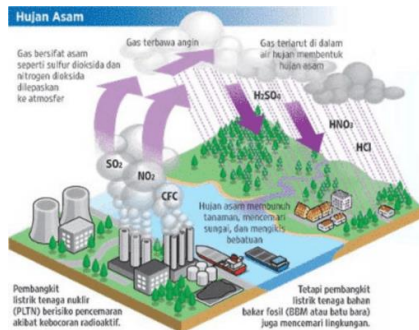 Hujan Asam
Gas bersifat asam
seperti sulfur dioksida dan
nitrogen dioksida
dilepaskan
ke atmosfer
Gas terbawa angin
Gas terlarut di dalam
air hujan membentuk
hujan asam
H₂SO₄
HNO₃
HCl
SO₂
NO₂
CFC
Hujan asam membunuh
tanaman, mencemari
sungai, dan mengikis
bebatuan
Pembangkit
listrik tenaga nuklir
(PLTN) berisiko pencemaran
akibat kebocoran radioaktif.
Tetapi pembangkit
listrik tenaga bahan
bakar fosil (BBM atau batu bara)
juga mencemari lingkungan.